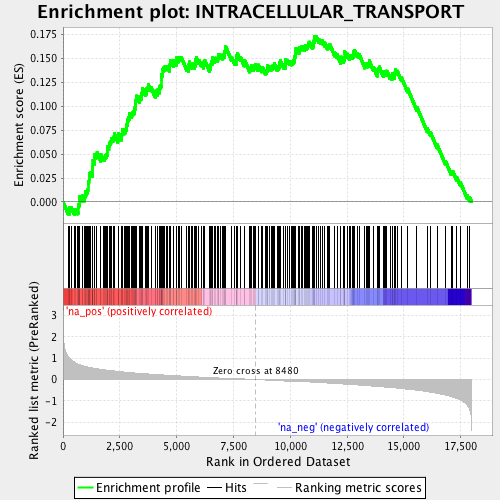 Enrichment plot: INTRACELLULAR_TRANSPORT
Enrichment score (ES)
0.175
0.150
0.125
0.100
0.075
0.050
0.025
0.000
Ranked list metric (PreRanked)
3
2
1
0
-1
-2
'na_pos' (positively correlated)
Zero cross at 8480
'na_neg' (negatively correlated)
0
2,500
5,000
7,500
10,000
12,500
15,000
17,500
Rank in Ordered Dataset
Enrichment profile
Hits
Ranking metric scores